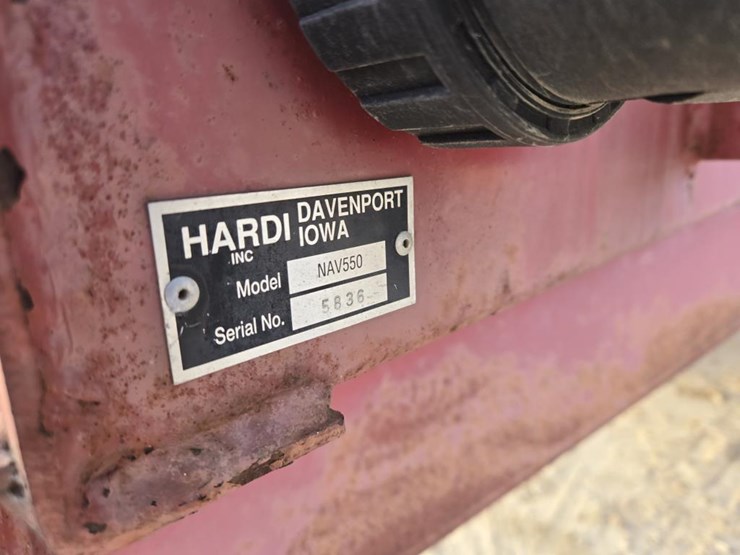 HARDI DAVENPORT
INC IOWA
Model NAV550
Serial No. 5836